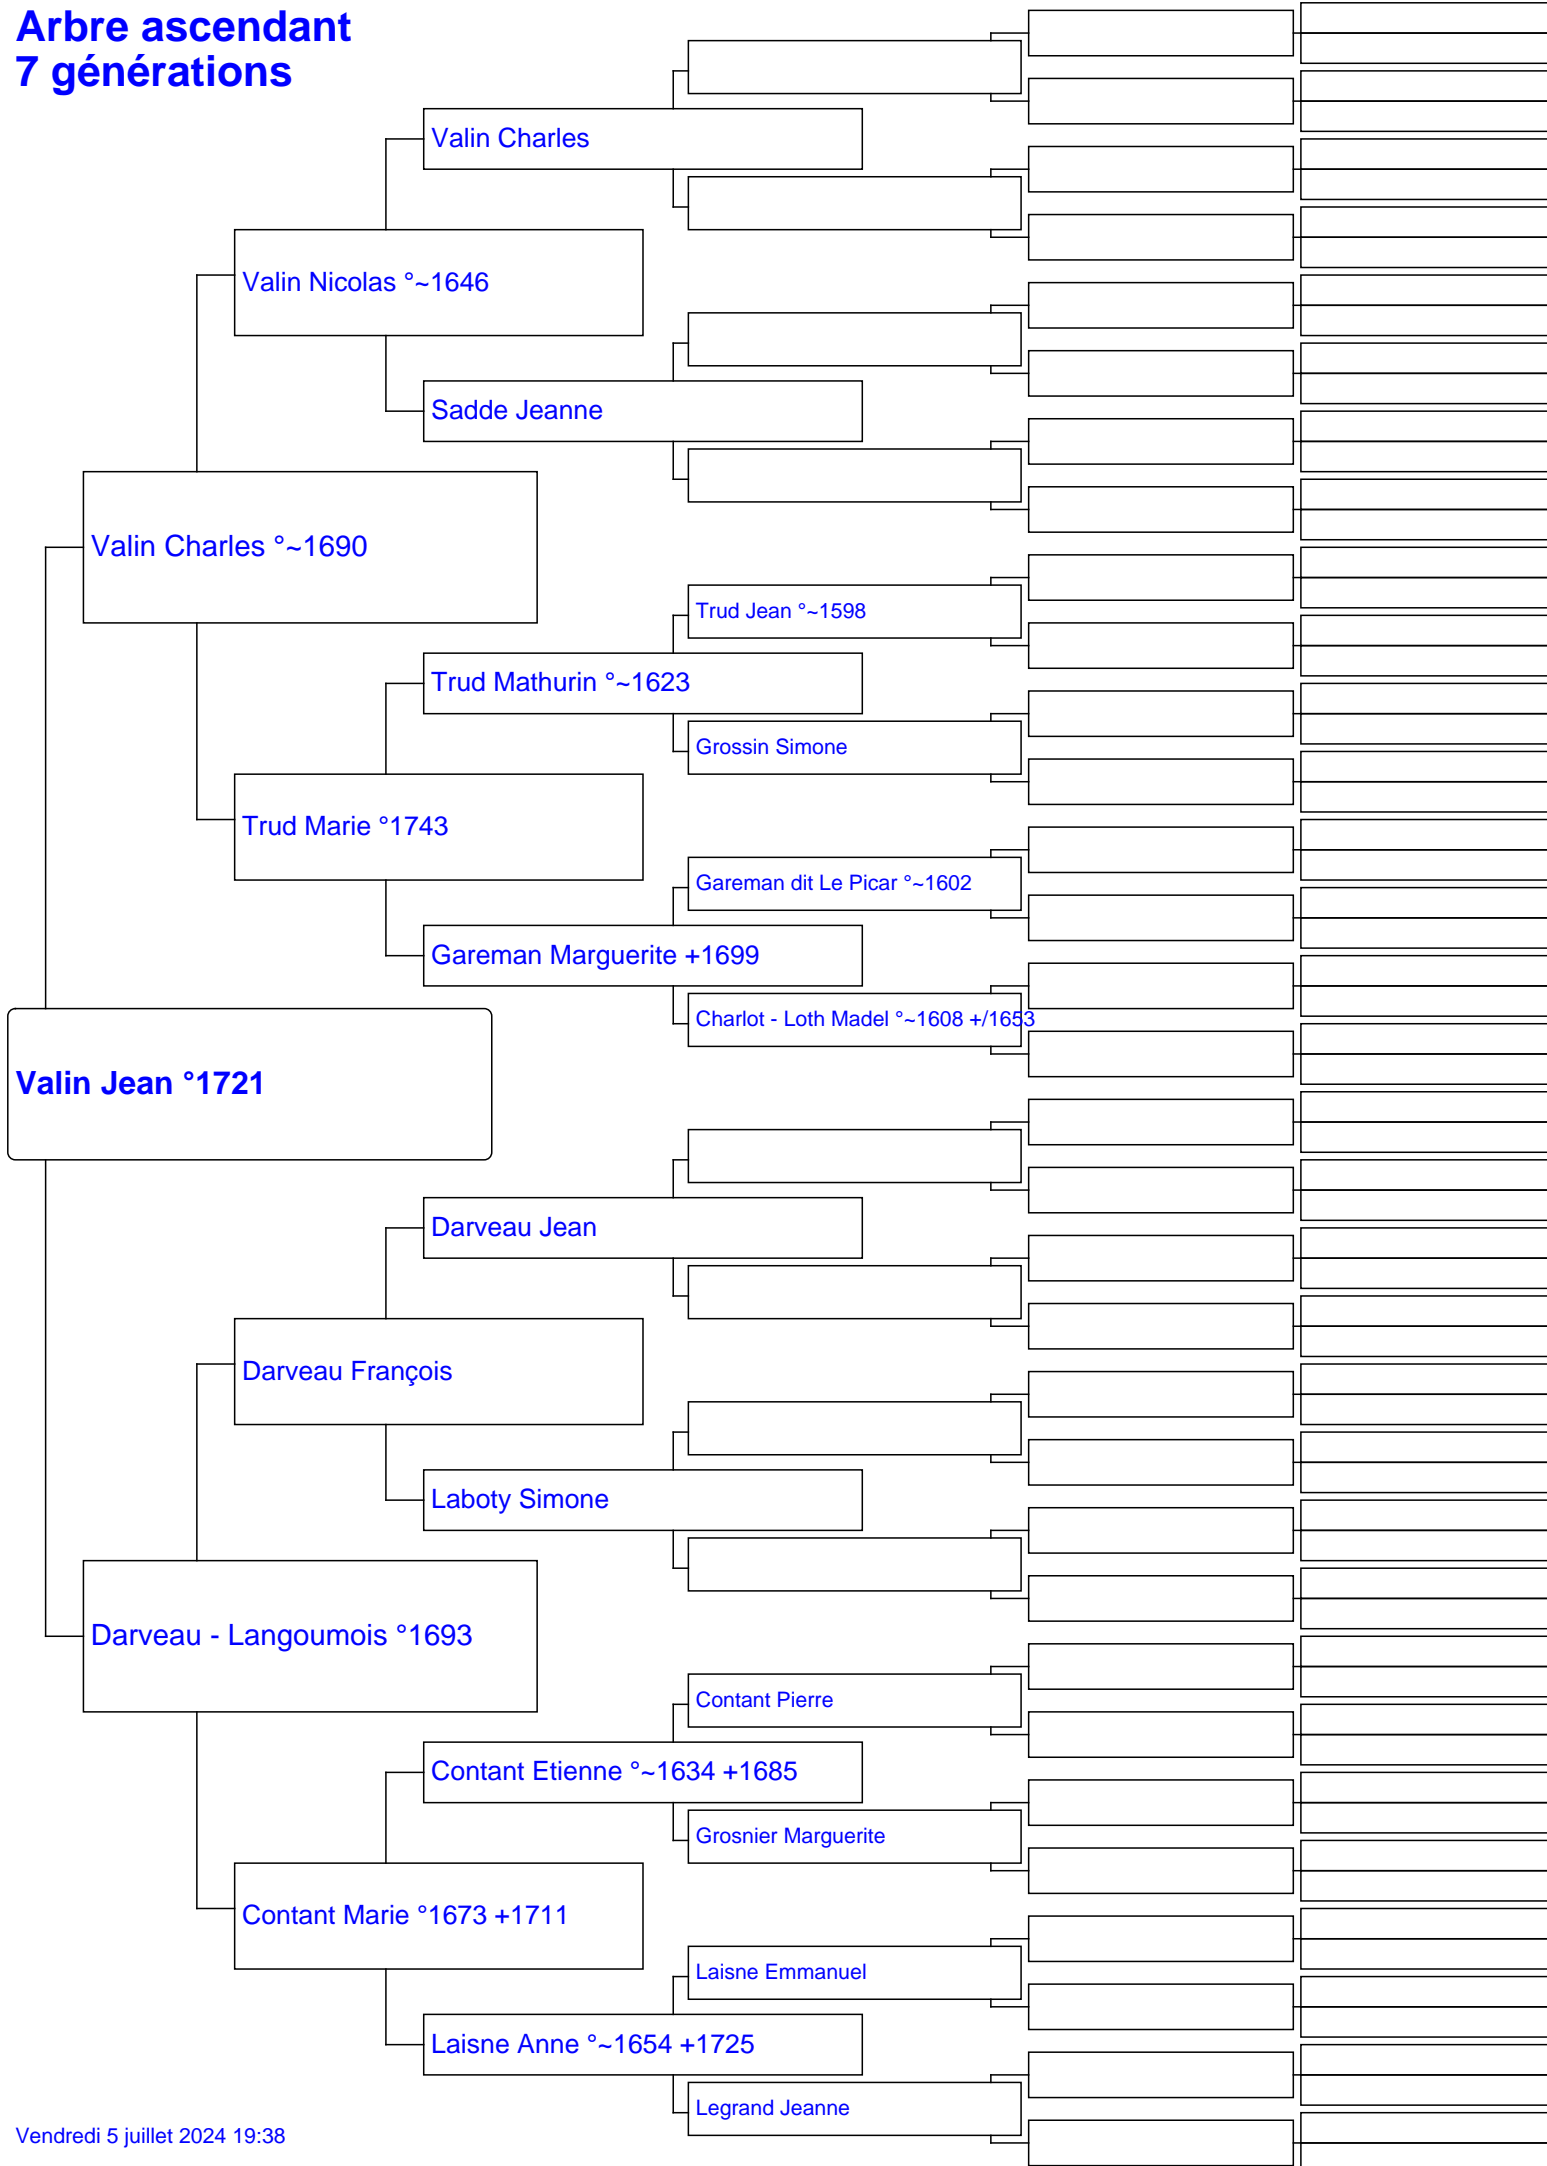 Arbre ascendant
7 générations
Valin Charles
Valin Nicolas °~1646
Sadde Jeanne
Valin Charles °~1690
Trud Jean °~1598
Trud Mathurin °~1623
Grossin Simone
Trud Marie °1743
Gareman dit Le Picar °~1602
Gareman Marguerite +1699
Charlot - Loth Madel °~1608 +/1653
Valin Jean °1721
Darveau Jean
Darveau François
Laboty Simone
Darveau - Langoumois °1693
Contant Pierre
Contant Etienne °~1634 +1685
Grosnier Marguerite
Contant Marie °1673 +1711
Laisne Emmanuel
Laisne Anne °~1654 +1725
Legrand Jeanne
Vendredi 5 juillet 2024 19:38